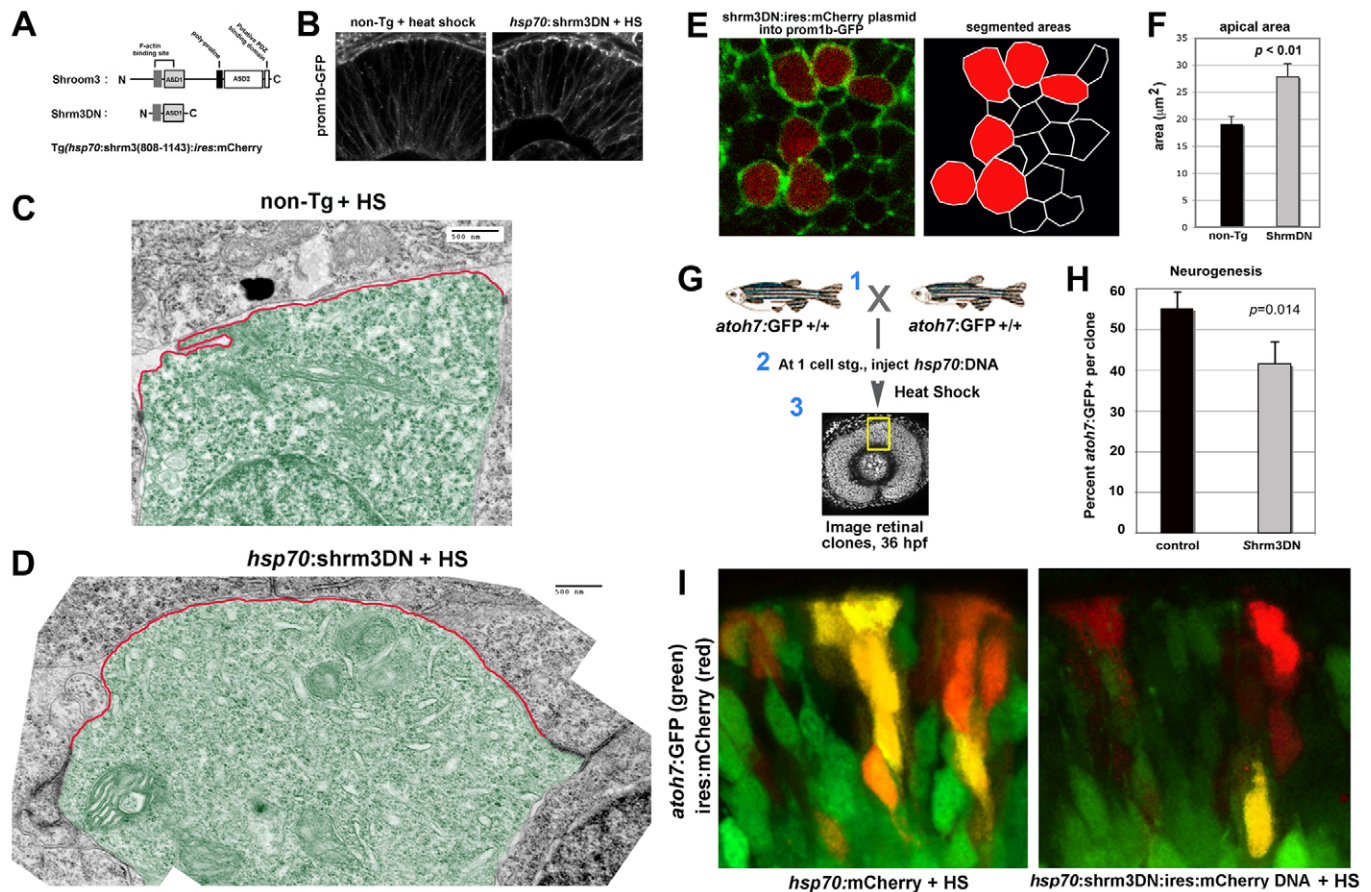 A
F-actin
binding site
poly-proline
Putative PDZ
binding domain
Shroom3 :
N
ASD1
ASD2
C
Shrm3DN :
N
ASD1
C
Tg(hsp70:shrm3(808-1143):ires:mCherry
B
non-Tg + heat shock
hsp70:shrm3DN + HS
prom1b-GFP
C
non-Tg + HS
500 nm
D
hsp70:shrm3DN + HS
500 nm
E
shrm3DN:ires:mCherry plasmid
into prom1b-GFP
segmented areas
F
apical area
p < 0.01
area (µm2)
35
30
25
20
15
10
5
0
non-Tg
ShrmDN
G
1
X
atoh7:GFP +/+
atoh7:GFP +/+
2
At 1 cell stg., inject hsp70:DNA
Heat Shock
3
Image retinal
clones, 36 hpf
H
Neurogenesis
p=0.014
Percent atoh7:GFP+ per clone
60
50
40
30
60
10
0
control
Shrm3DN
I
atoh7:GFP (green)
ires:mCherry (red)
hsp70:mCherry + HS
hsp70:shrm3DN:ires:mCherry DNA + HS